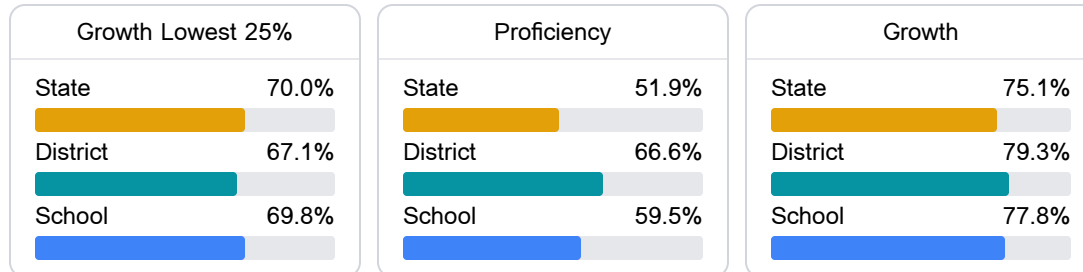 Growth Lowest 25%
State 70.0%
District 67.1%
School 69.8%
Proficiency
State 51.9%
District 66.6%
School 59.5%
Growth
State 75.1%
District 79.3%
School 77.8%